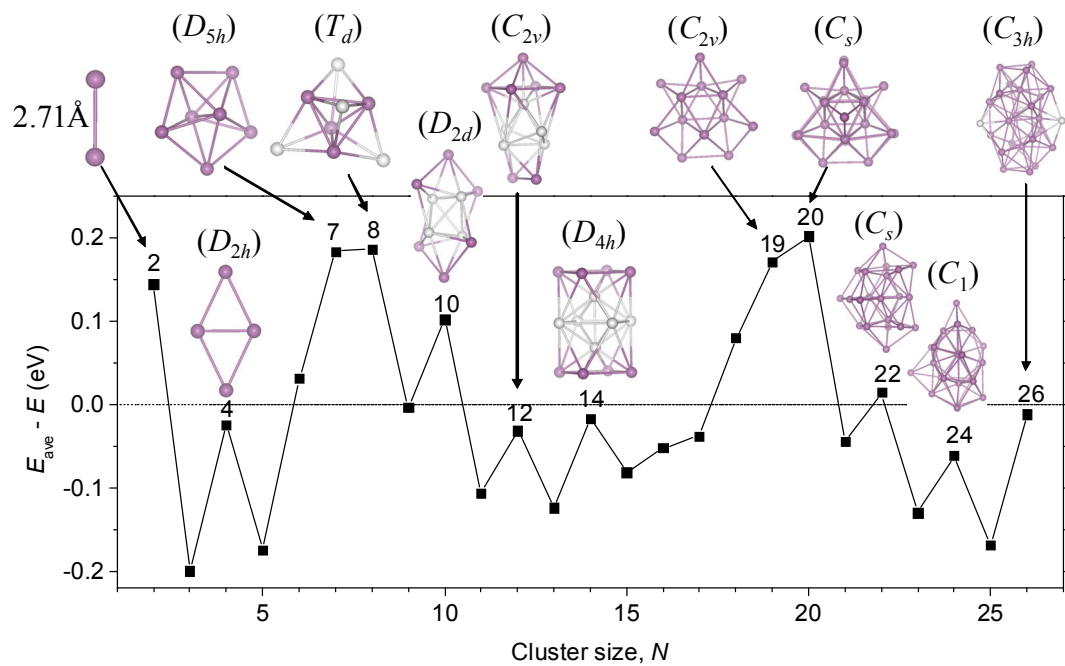 (D5h)
(Td)
(C2v)
(C2v)
(Cs)
(C3h)
2.71Å
(D2d)
(D2h)
(D4h)
(Cs)
(C1)
2
4
7
8
10
12
14
19
20
22
24
26
0.2
0.1
0.0
-0.1
-0.2
Eave - E (eV)
5
10
15
20
25
Cluster size, N